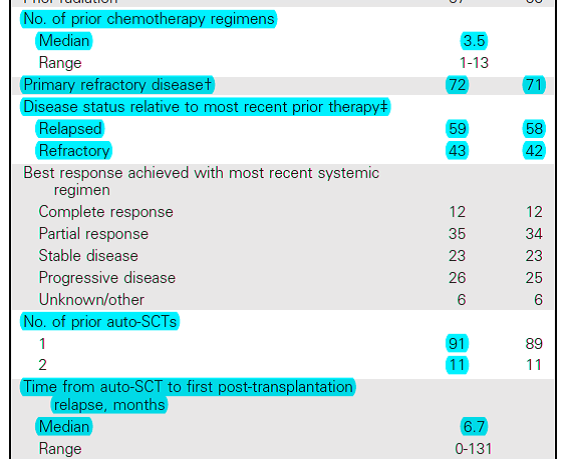 No. of prior chemotherapy regimens
Median 3.5
Range 1-13
Primary refractory disease† 72 71
Disease status relative to most recent prior therapy‡
Relapsed 59 58
Refractory 43 42
Best response achieved with most recent systemic
regimen
Complete response 12 12
Partial response 35 34
Stable disease 23 23
Progressive disease 26 25
Unknown/other 6 6
No. of prior auto-SCTs
1 91 89
2 11 11
Time from auto-SCT to first post-transplantation
relapse, months
Median 6.7
Range 0-131